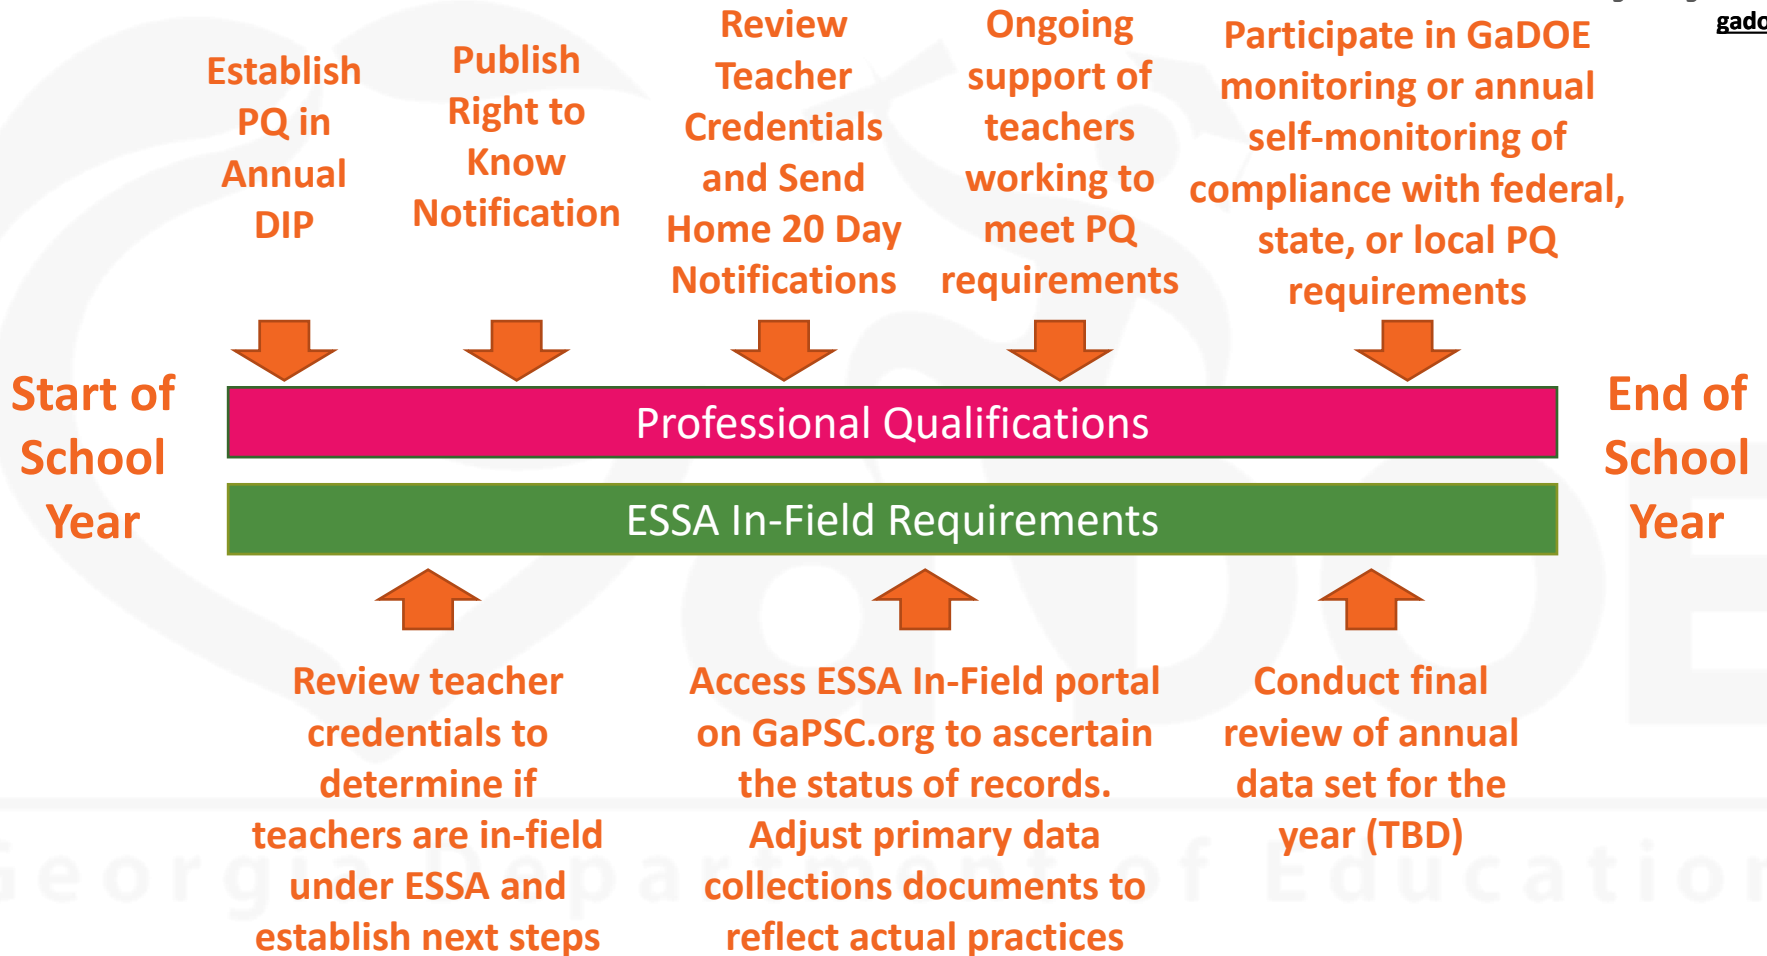 gado
Establish
PQ in
Annual
DIP
Publish
Right to
Know
Notification
Review
Teacher
Credentials
and Send
Home 20 Day
Notifications
Ongoing
support of
teachers
working to
meet PQ
requirements
Participate in GaDOE
monitoring or annual
self-monitoring of
compliance with federal,
state, or local PQ
requirements
Start of
School
Year
Professional Qualifications
ESSA In-Field Requirements
End of
School
Year
Review teacher
credentials to
determine if
teachers are in-field
under ESSA and
establish next steps
Access ESSA In-Field portal
on GaPSC.org to ascertain
the status of records.
Adjust primary data
collections documents to
reflect actual practices
Conduct final
review of annual
data set for the
year (TBD)
aDOE
Georgia Department of Education